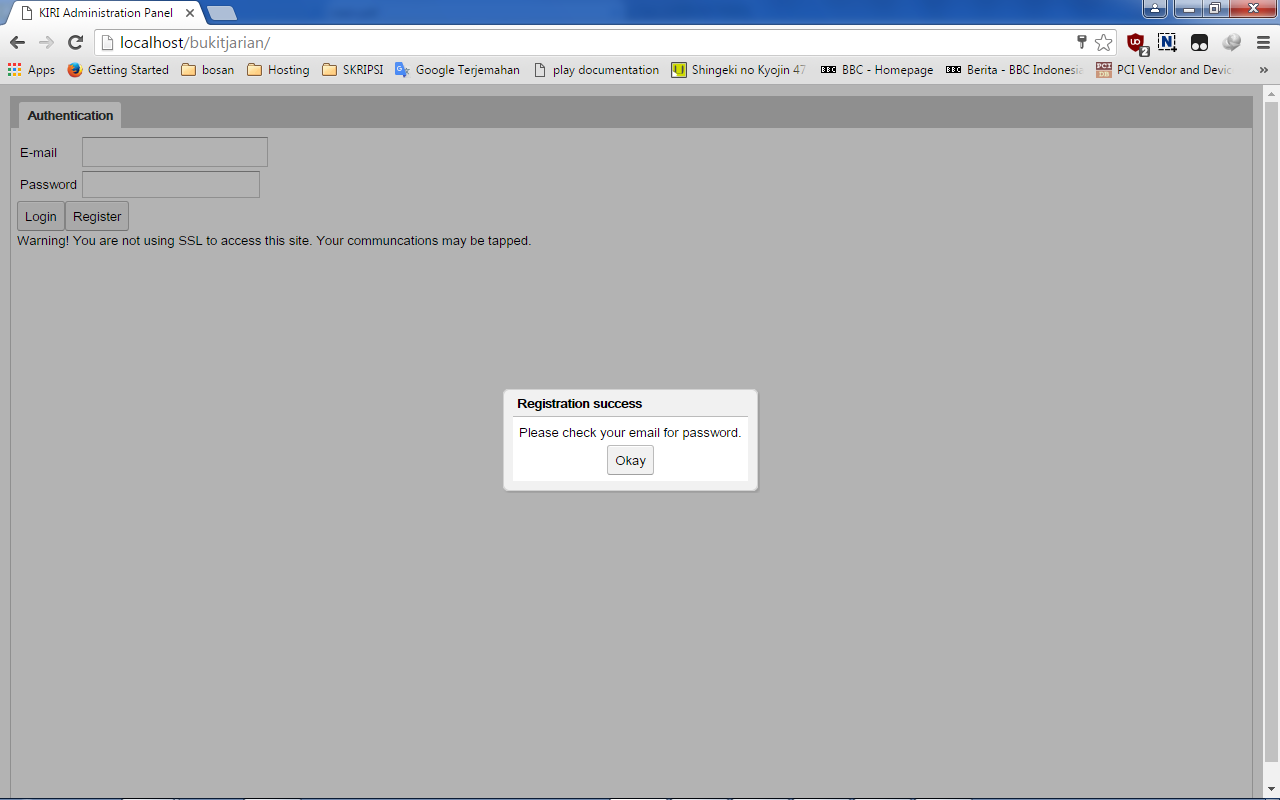 KIRI Administration Panel
localhost/bukitjarian/
Apps Getting Started bosan Hosting SKRIPSI Google Terjemahan play documentation Shingeki no Kyojin 47 BBC - Homepage Berita - BBC Indonesia PCI Vendor and Devic
Authentication
E-mail
Password
Login Register
Warning! You are not using SSL to access this site. Your communcations may be tapped.
Registration success
Please check your email for password.
Okay